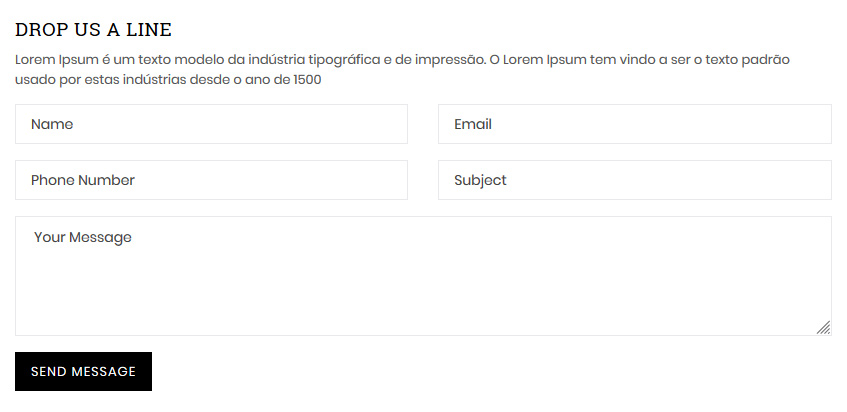 DROP US A LINE
Lorem Ipsum é um texto modelo da indústria tipográfica e de impressão. O Lorem Ipsum tem vindo a ser o texto padrão
usado por estas indústrias desde o ano de 1500
Name
Email
Phone Number
Subject
Your Message
SEND MESSAGE